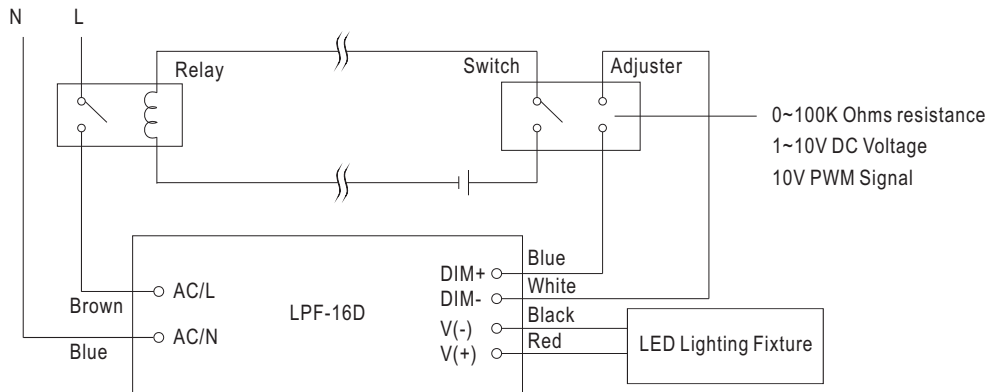 N L
Relay
Switch
Adjuster
0~100K Ohms resistance
1~10V DC Voltage
10V PWM Signal
Brown
AC/L
Blue
AC/N
LPF-16D
DIM+
Blue
DIM-
White
V(-)
Black
V(+)
Red
LED Lighting Fixture